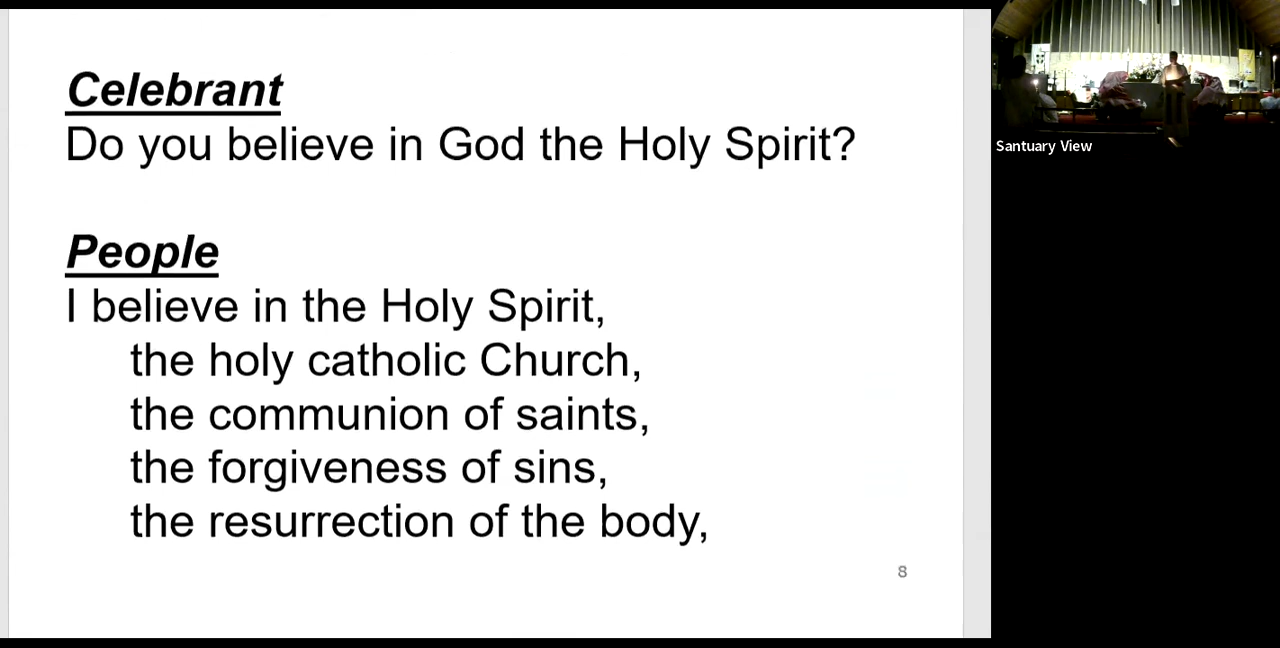 Celebrant
Do you believe in God the Holy Spirit?
People
I believe in the Holy Spirit,
the holy catholic Church,
the communion of saints,
the forgiveness of sins,
the resurrection of the body,
8
Santuary View